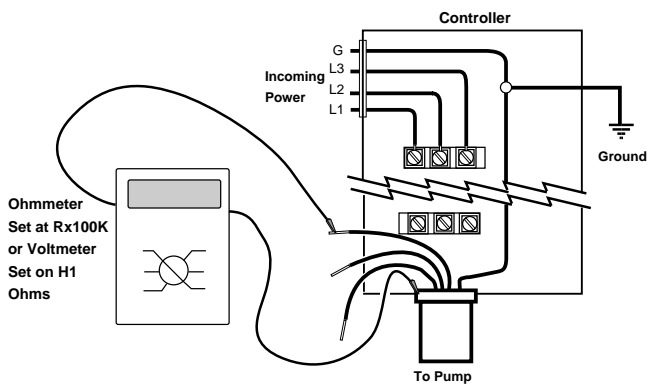 Controller
G
L3
Incoming
L2
Power
L1
Ground
Ohmmeter
Set at Rx100K
or Voltmeter
Set on H1
Ohms
To Pump